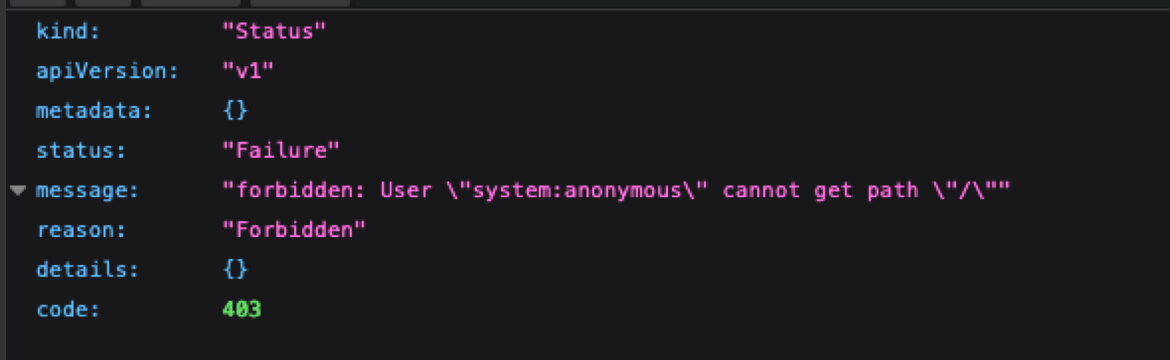 kind: "Status"
apiVersion: "v1"
metadata: {}
status: "Failure"
message: "forbidden: User \"system:anonymous\" cannot get path \"/\""
reason: "Forbidden"
details: {}
code: 403